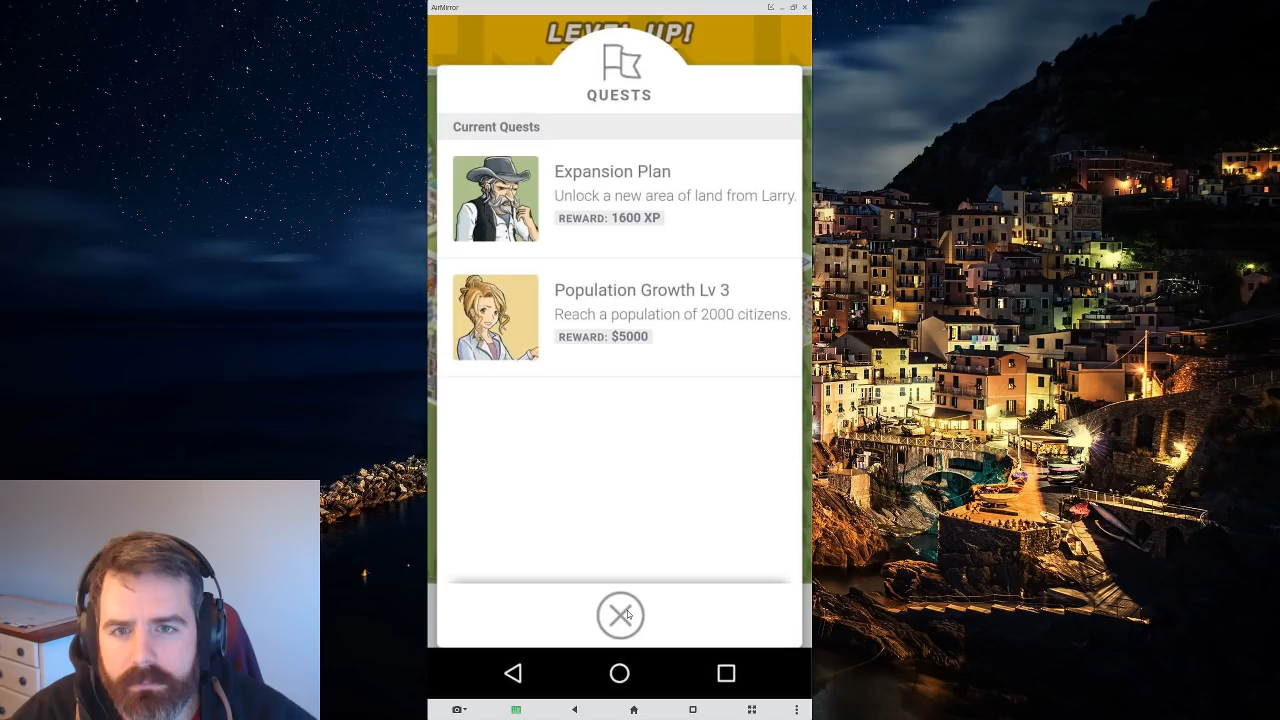 AirMirror
LEVEL UP!
QUESTS
Current Quests
Expansion Plan
Unlock a new area of land from Larry.
REWARD: 1600 XP
Population Growth Lv 3
Reach a population of 2000 citizens.
REWARD: $5000